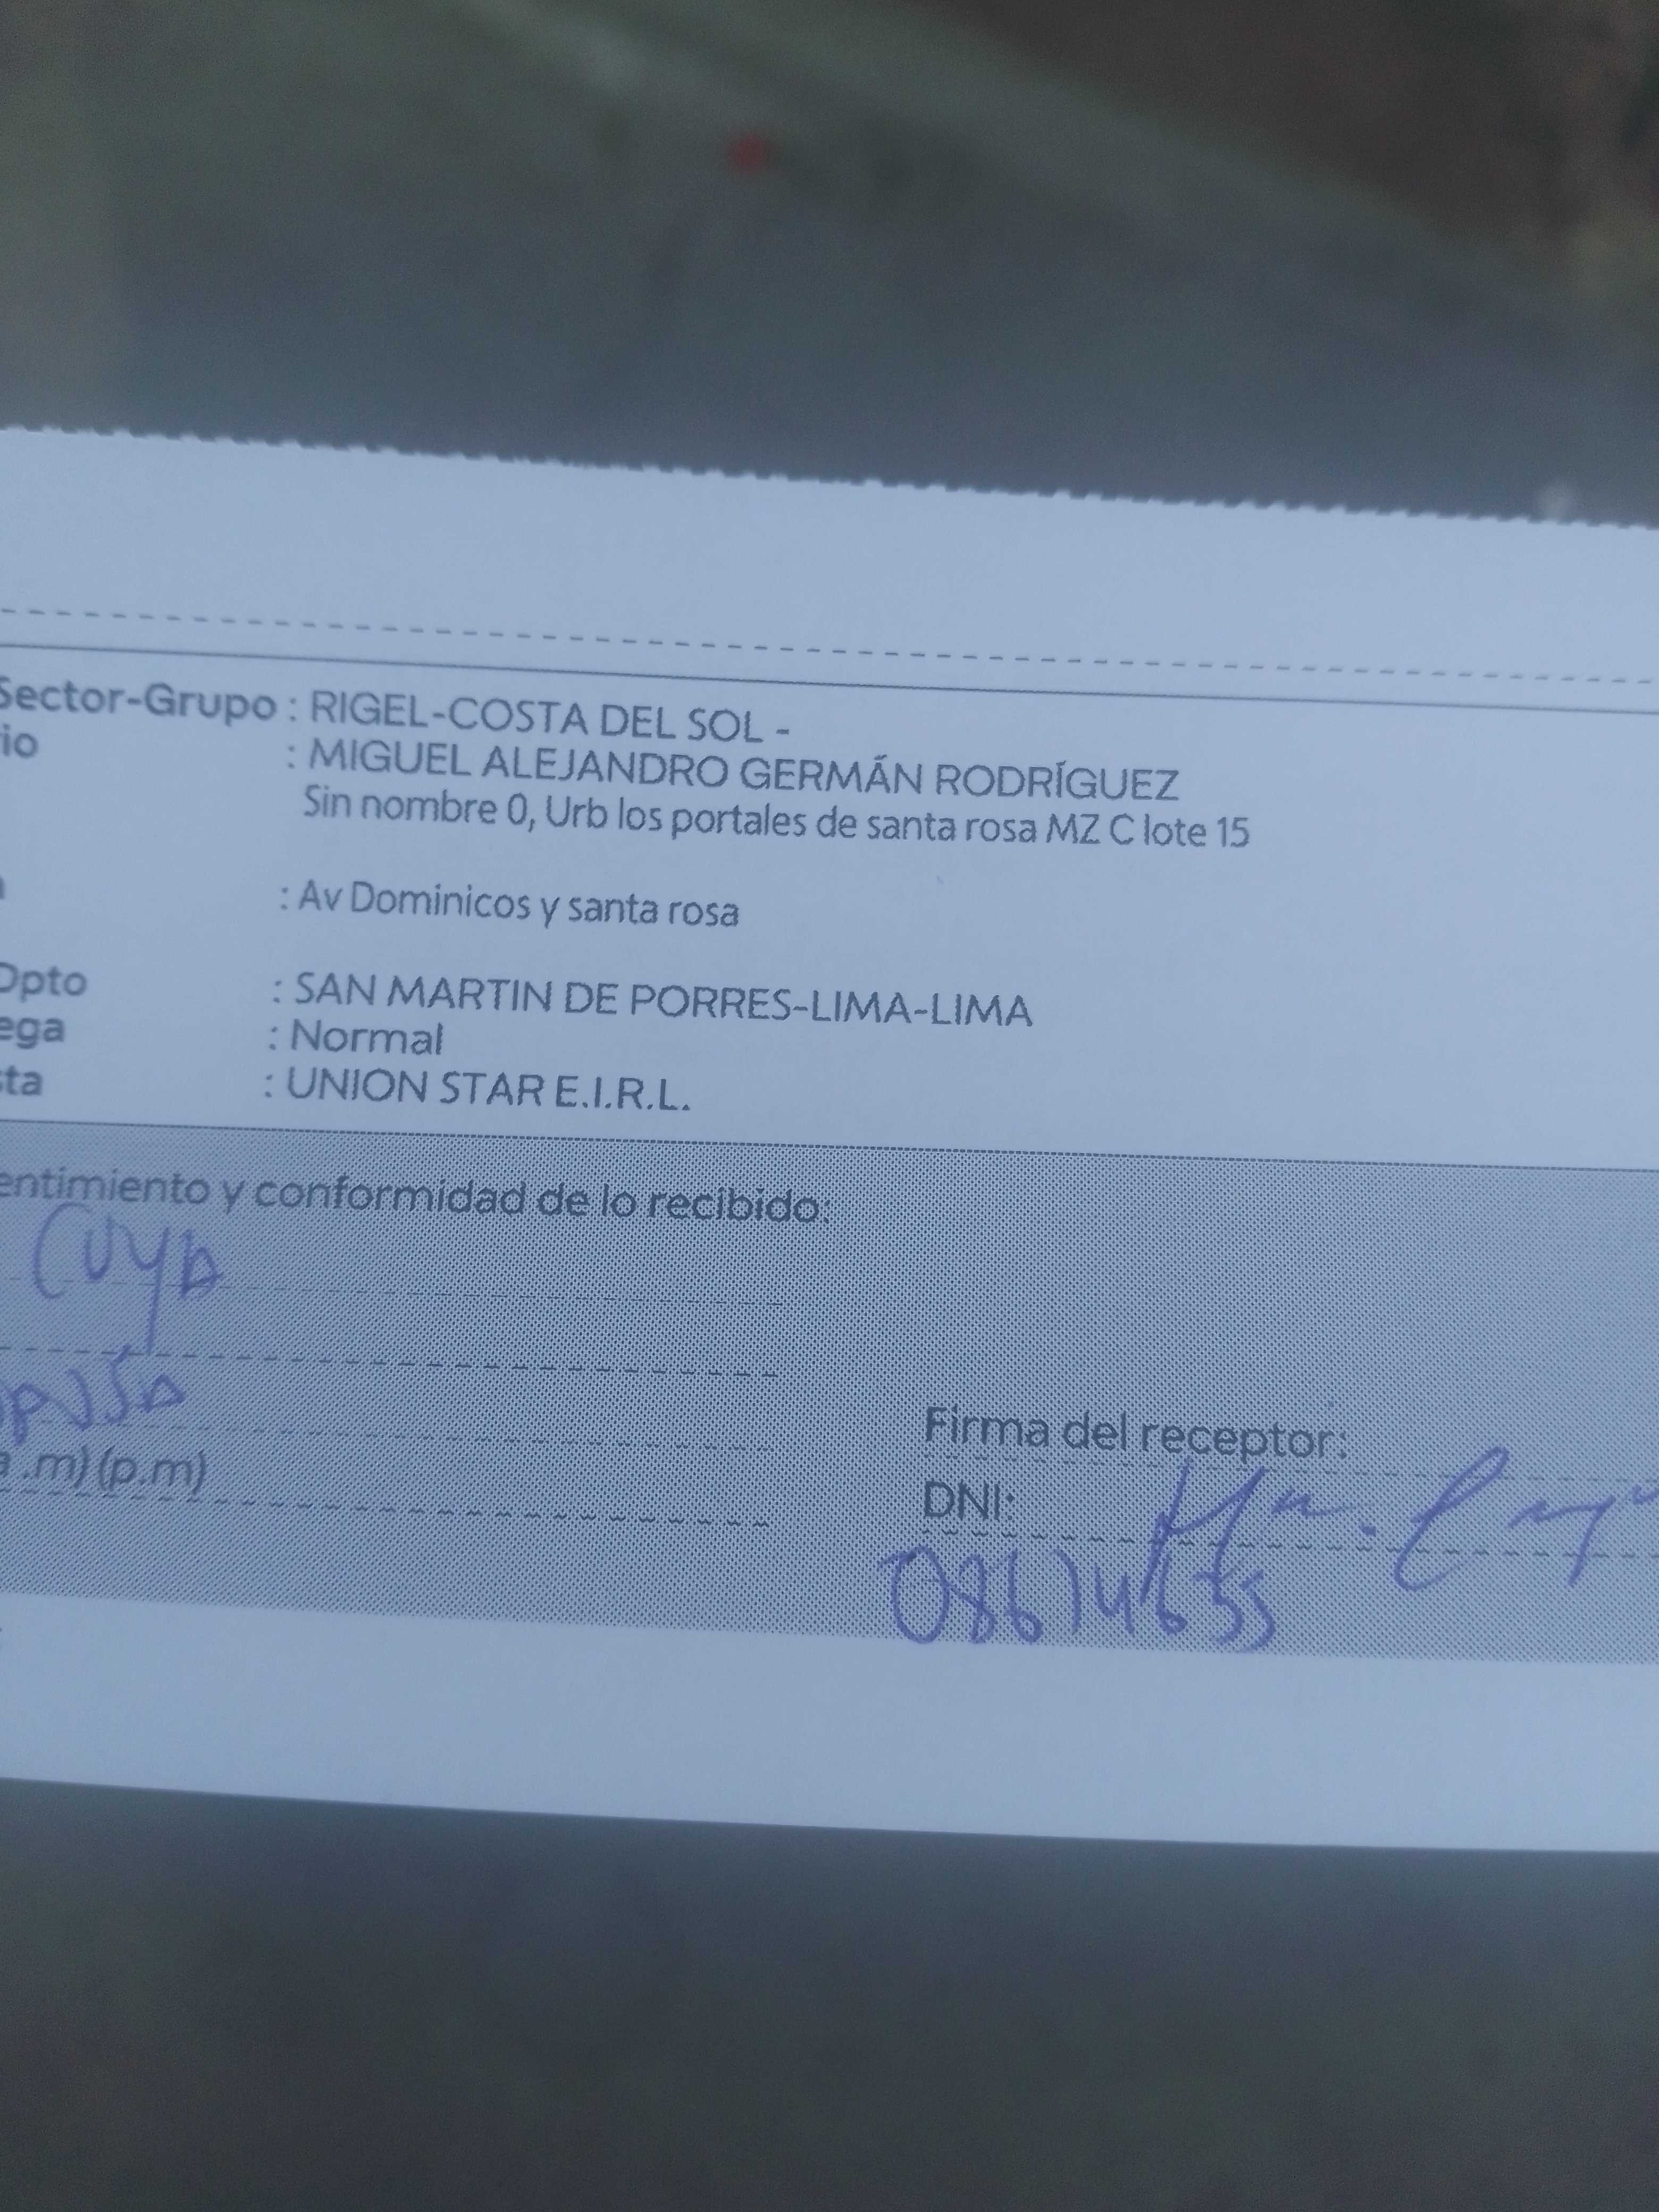 Sector-Grupo : RIGEL-COSTA DEL SOL -
io : MIGUEL ALEJANDRO GERMÁN RODRÍGUEZ
Sin nombre 0, Urb los portales de santa rosa MZ C lote 15
: Av Dominicos y santa rosa
Dpto : SAN MARTIN DE PORRES-LIMA-LIMA
ega : Normal
sta : UNION STAR E.I.R.L.
entimiento y conformidad de lo recibido:
Cuya
a .m) (p.m)
Firma del receptor:
DNI: